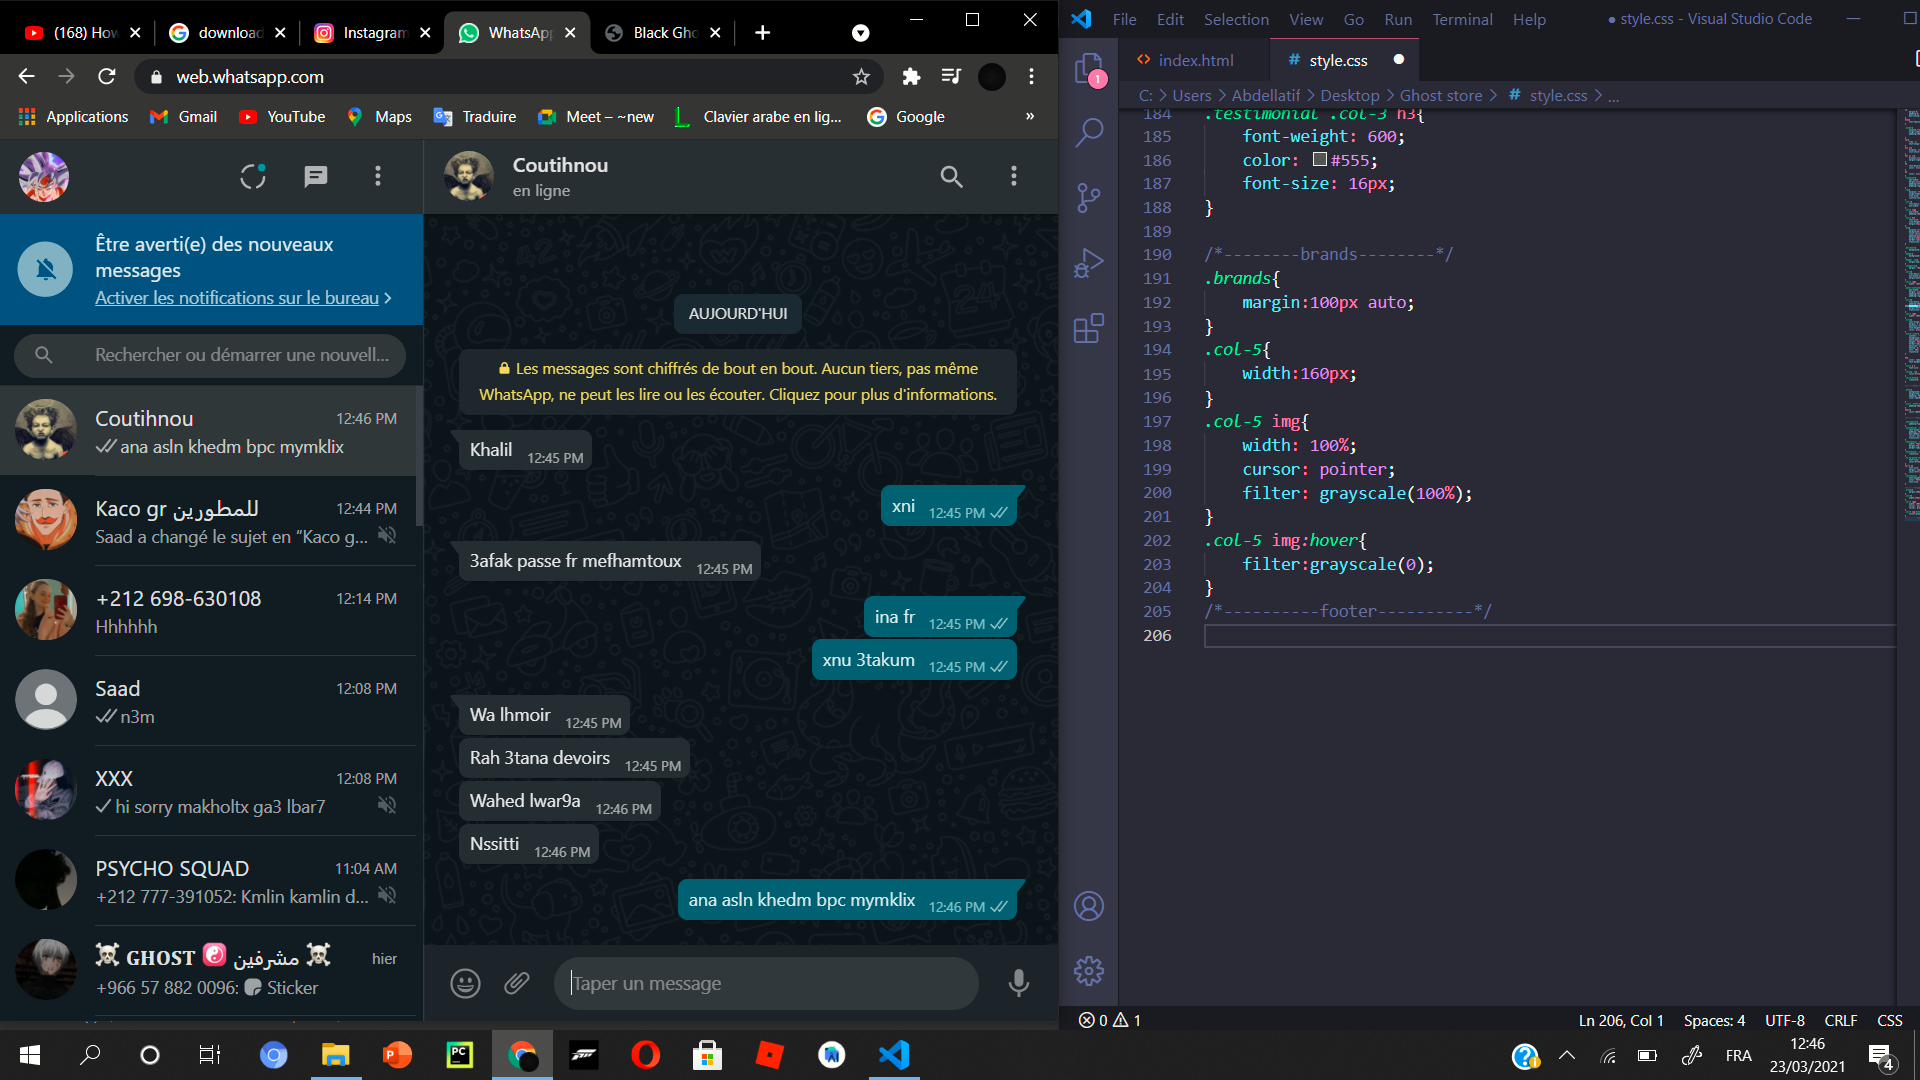 (168) How
download
Instagram
WhatsApp
Black Gho
web.whatsapp.com
Applications
Gmail
YouTube
Maps
Traduire
Meet – ~new
Clavier arabe en lig...
Google
»
Être averti(e) des nouveaux
messages
Activer les notifications sur le bureau >
Rechercher ou démarrer une nouvell...
Coutihnou 12:46 PM
ana asln khedm bpc mymklix
Kaco gr للمطورين 12:44 PM
Saad a changé le sujet en “Kaco g...
+212 698-630108 12:14 PM
Hhhhhh
Saad 12:08 PM
n3m
XXX 12:08 PM
hi sorry makholtx ga3 lbar7
PSYCHO SQUAD 11:04 AM
+212 777-391052: Kmlin kamlin d...
☠ GHOST ☯ مشرفين ☠ hier
+966 57 882 0096: Sticker
Coutihnou
en ligne
AUJOURD'HUI
Les messages sont chiffrés de bout en bout. Aucun tiers, pas même
WhatsApp, ne peut les lire ou les écouter. Cliquez pour plus d'informations.
Khalil 12:45 PM
xni 12:45 PM
3afak passe fr mefhamtoux 12:45 PM
ina fr 12:45 PM
xnu 3takum 12:45 PM
Wa lhmoir 12:45 PM
Rah 3tana devoirs 12:45 PM
Wahed lwar9a 12:46 PM
Nssitti 12:46 PM
ana asln khedm bpc mymklix 12:46 PM
Taper un message
File Edit Selection View Go Run Terminal Help
● style.css - Visual Studio Code
1
<> index.html
# style.css ●
C: > Users > Abdellatif > Desktop > Ghost store > # style.css > ...
184 .testimonial .col-3 h3{
185 font-weight: 600;
186 color: #555;
187 font-size: 16px;
188 }
189
190 /*--------brands--------*/
191 .brands{
192 margin:100px auto;
193 }
194 .col-5{
195 width:160px;
196 }
197 .col-5 img{
198 width: 100%;
199 cursor: pointer;
200 filter: grayscale(100%);
201 }
202 .col-5 img:hover{
203 filter:grayscale(0);
204 }
205 /*----------footer----------*/
206
0 1
Ln 206, Col 1 Spaces: 4 UTF-8 CRLF CSS
PC
FRA
12:46
23/03/2021
4